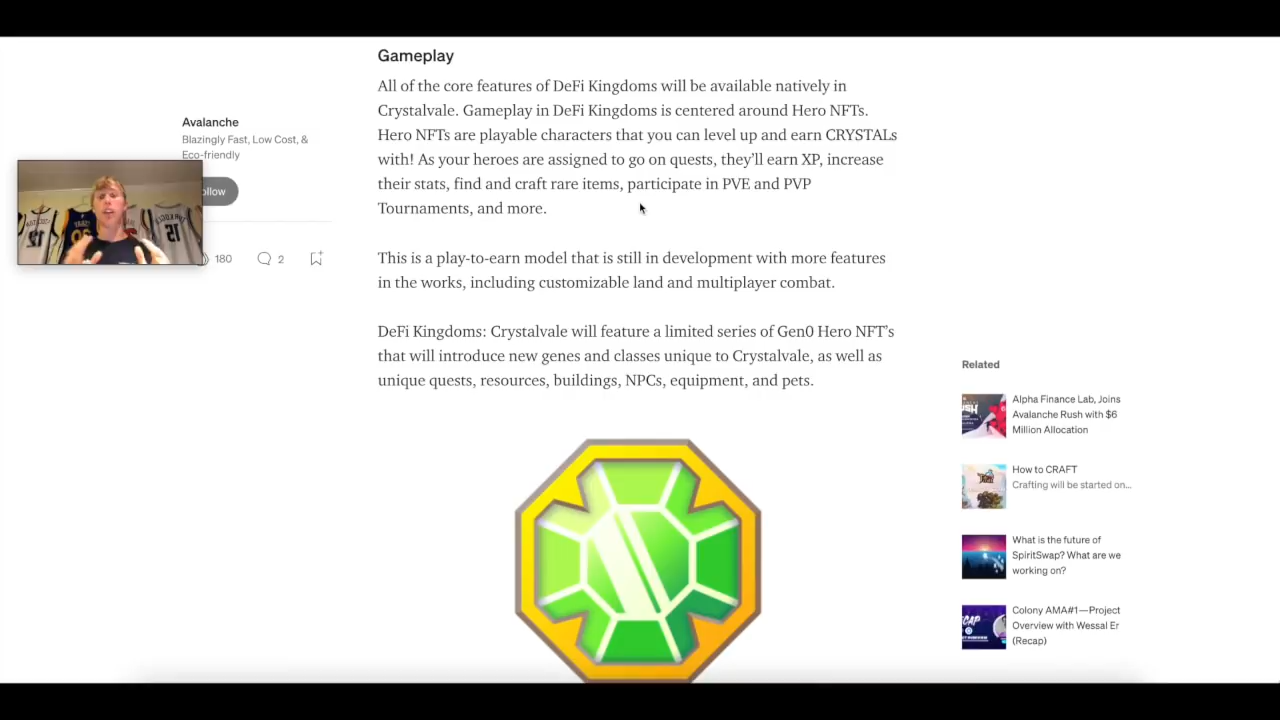 Gameplay
All of the core features of DeFi Kingdoms will be available natively in
Crystalvale. Gameplay in DeFi Kingdoms is centered around Hero NFTs.
Hero NFTs are playable characters that you can level up and earn CRYSTALs
with! As your heroes are assigned to go on quests, they'll earn XP, increase
their stats, find and craft rare items, participate in PVE and PVP
Tournaments, and more.
This is a play-to-earn model that is still in development with more features
in the works, including customizable land and multiplayer combat.
DeFi Kingdoms: Crystalvale will feature a limited series of Gen0 Hero NFT's
that will introduce new genes and classes unique to Crystalvale, as well as
unique quests, resources, buildings, NPCs, equipment, and pets.
Avalanche
Blazingly Fast, Low Cost, &
Eco-friendly
ollow
180
2
Related
Alpha Finance Lab, Joins
Avalanche Rush with $6
Million Allocation
How to CRAFT
Crafting will be started on...
What is the future of
SpiritSwap? What are we
working on?
Colony AMA#1—Project
Overview with Wessal Er
(Recap)